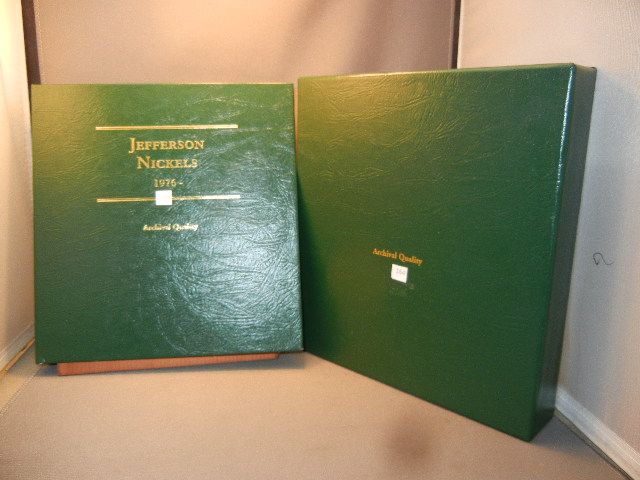 JEFFERSON
NICKELS
1976-
Archival Quality
Archival Quality